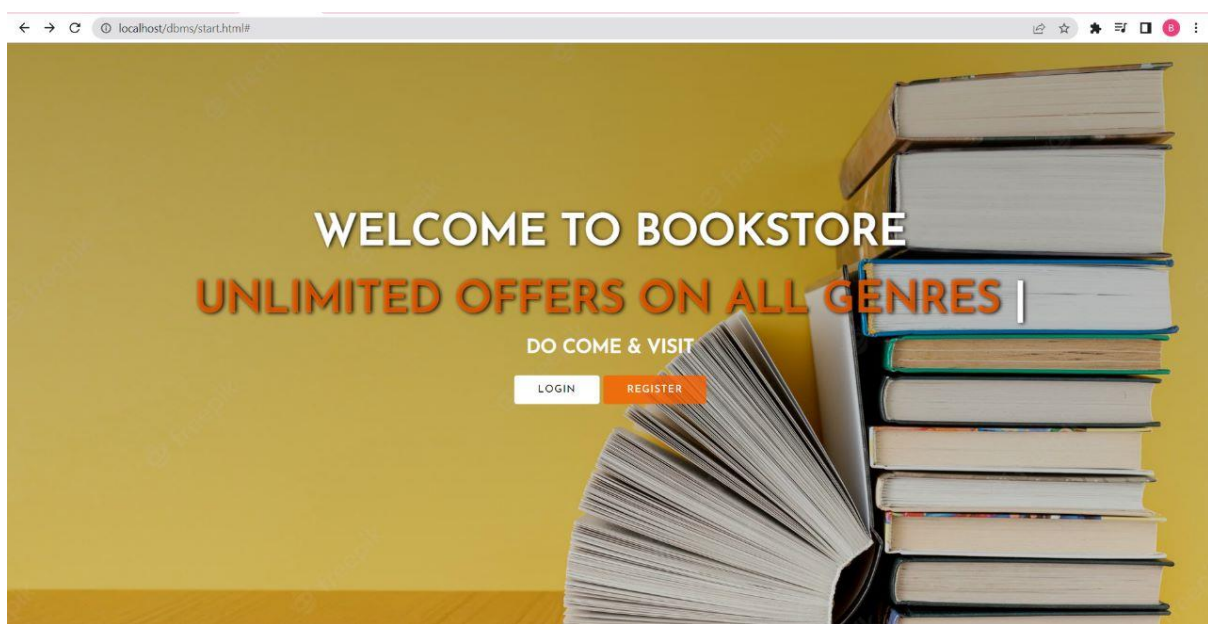 localhost/dbms/start.html#
B
WELCOME TO BOOKSTORE
UNLIMITED OFFERS ON ALL GENRES |
DO COME & VISIT
LOGIN REGISTER